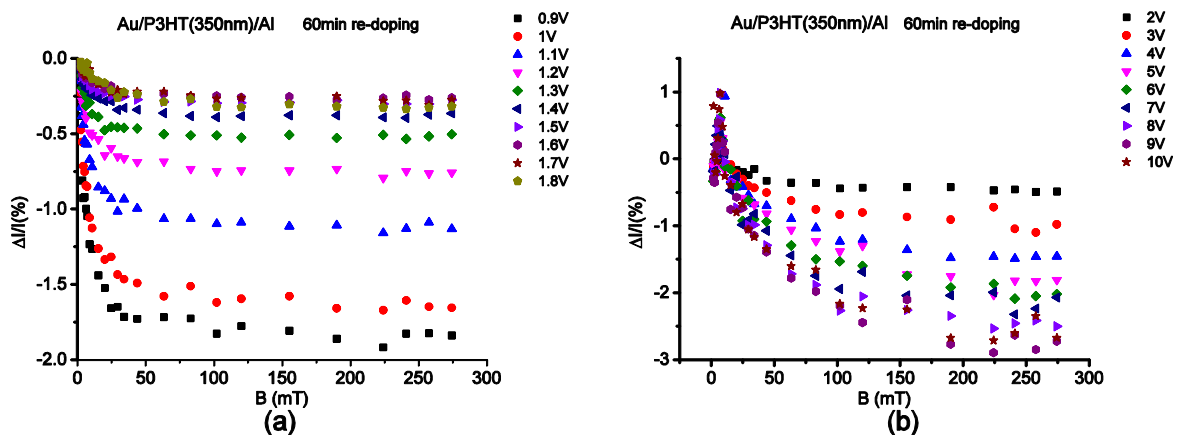 Au/P3HT(350nm)/Al 60min re-doping
0.0
-0.5
-1.0
-1.5
-2.0
ΔI/I(%)
0 50 100 150 200 250 300
B (mT)
0.9V
1V
1.1V
1.2V
1.3V
1.4V
1.5V
1.6V
1.7V
1.8V
(a)
Au/P3HT(350nm)/Al 60min re-doping
1
0
-1
-2
-3
ΔI/I(%)
0 50 100 150 200 250 300
B (mT)
2V
3V
4V
5V
6V
7V
8V
9V
10V
(b)